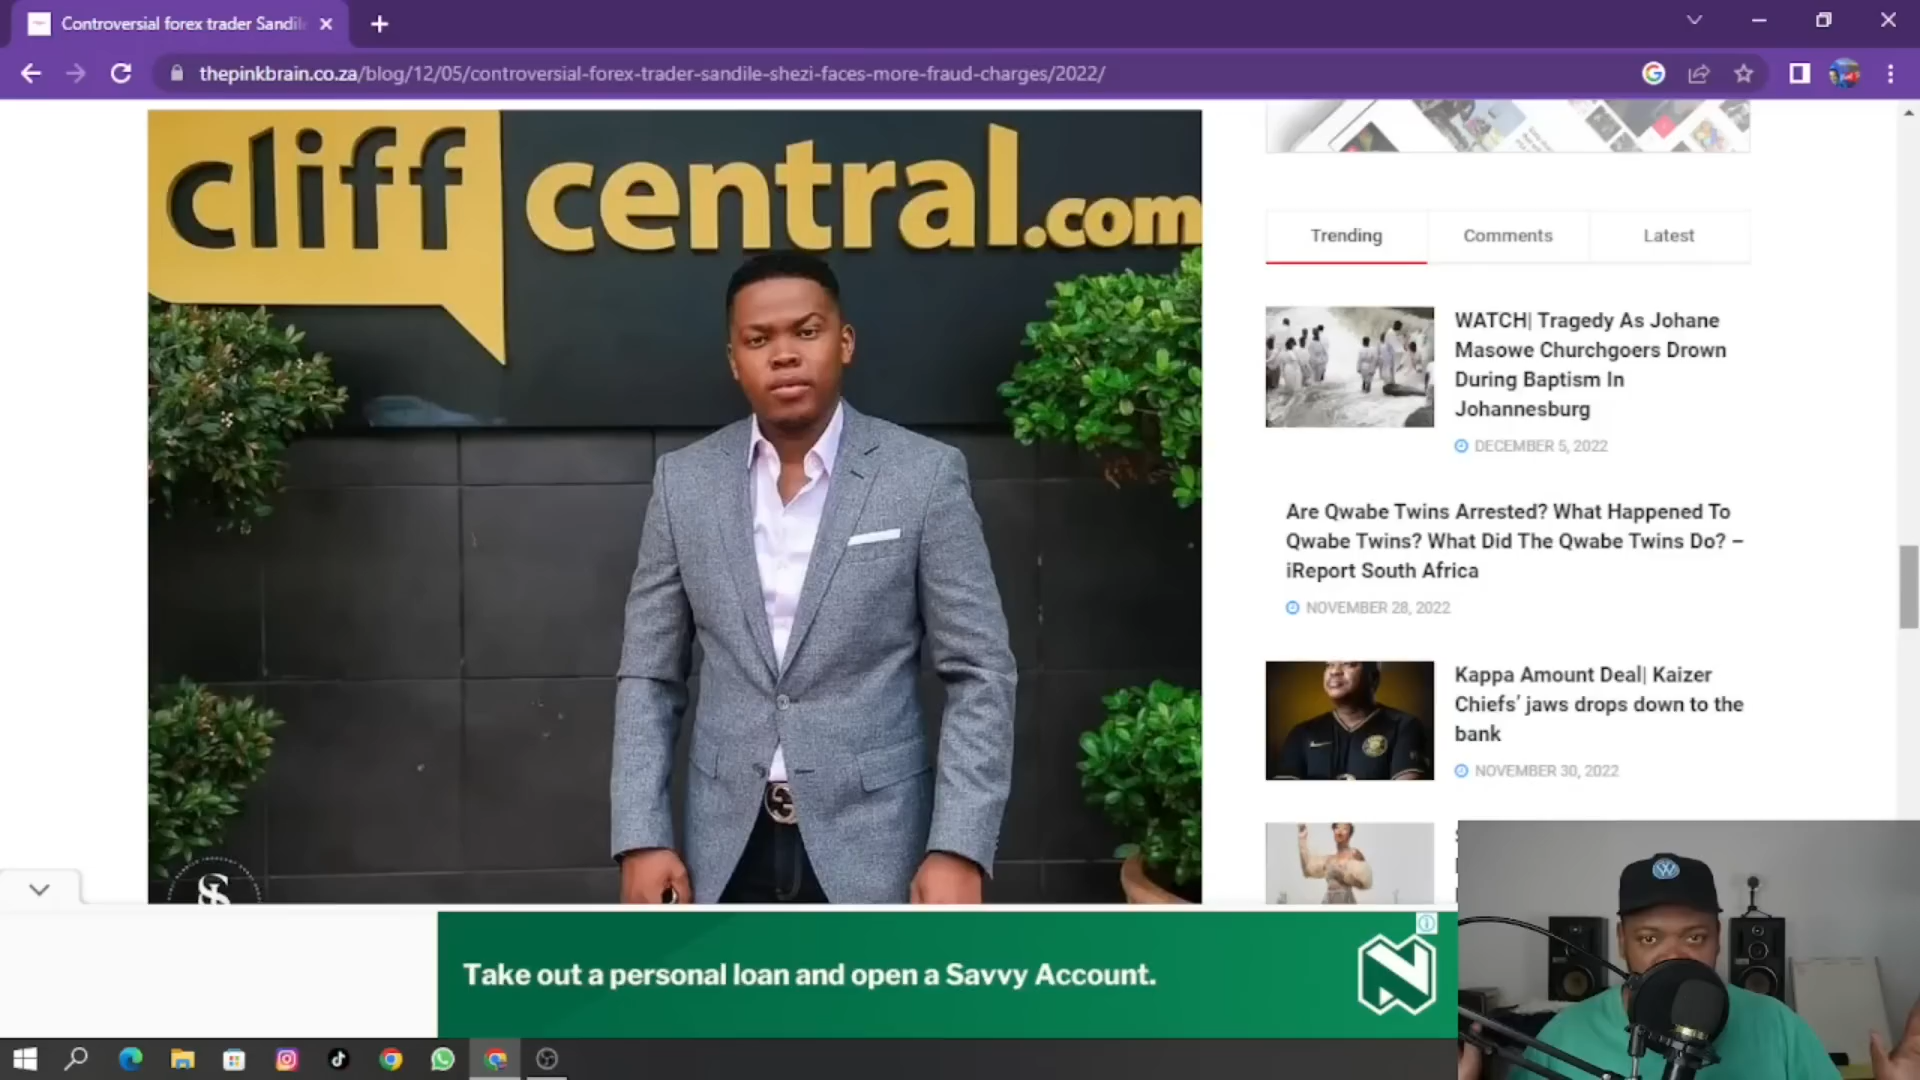 Controversial forex trader Sandil
thepinkbrain.co.za/blog/12/05/controversial-forex-trader-sandile-shezi-faces-more-fraud-charges/2022/
cliff central.com
Trending
Comments
Latest
WATCH| Tragedy As Johane
Masowe Churchgoers Drown
During Baptism In
Johannesburg
DECEMBER 5, 2022
Are Qwabe Twins Arrested? What Happened To
Qwabe Twins? What Did The Qwabe Twins Do? –
iReport South Africa
NOVEMBER 28, 2022
Kappa Amount Deal| Kaizer
Chiefs’ jaws drops down to the
bank
NOVEMBER 30, 2022
Take out a personal loan and open a Savvy Account.